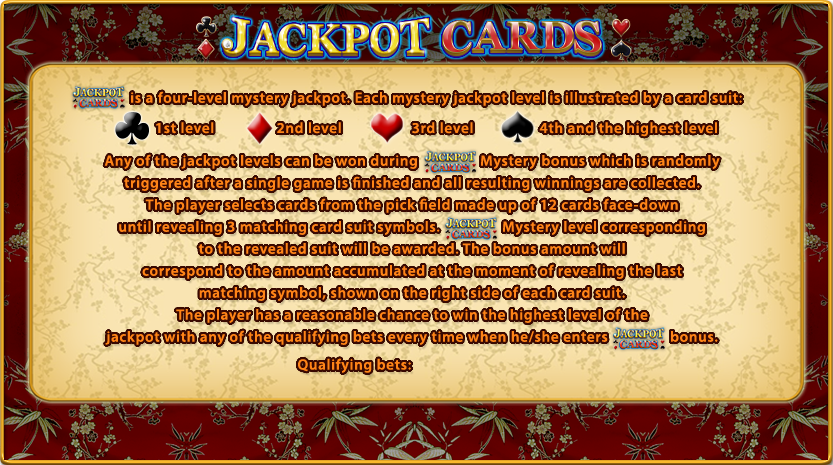 JACKPOT CARDS
JACKPOT CARDS is a four-level mystery jackpot. Each mystery jackpot level is illustrated by a card suit:
1st level 2nd level 3rd level 4th and the highest level
Any of the jackpot levels can be won during JACKPOT CARDS Mystery bonus which is randomly
triggered after a single game is finished and all resulting winnings are collected.
The player selects cards from the pick field made up of 12 cards face-down
until revealing 3 matching card suit symbols. JACKPOT CARDS Mystery level corresponding
to the revealed suit will be awarded. The bonus amount will
correspond to the amount accumulated at the moment of revealing the last
matching symbol, shown on the right side of each card suit.
The player has a reasonable chance to win the highest level of the
jackpot with any of the qualifying bets every time when he/she enters JACKPOT CARDS bonus.
Qualifying bets: